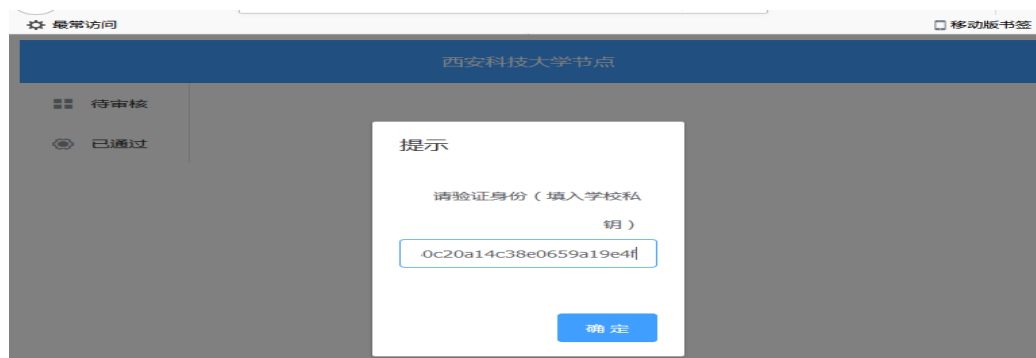 最常访问
移动版书签
西安科技大学节点
待审核
已通过
提示
请验证身份（填入学校私
钥）
0c20a14c38e0659a19e4f
确 定